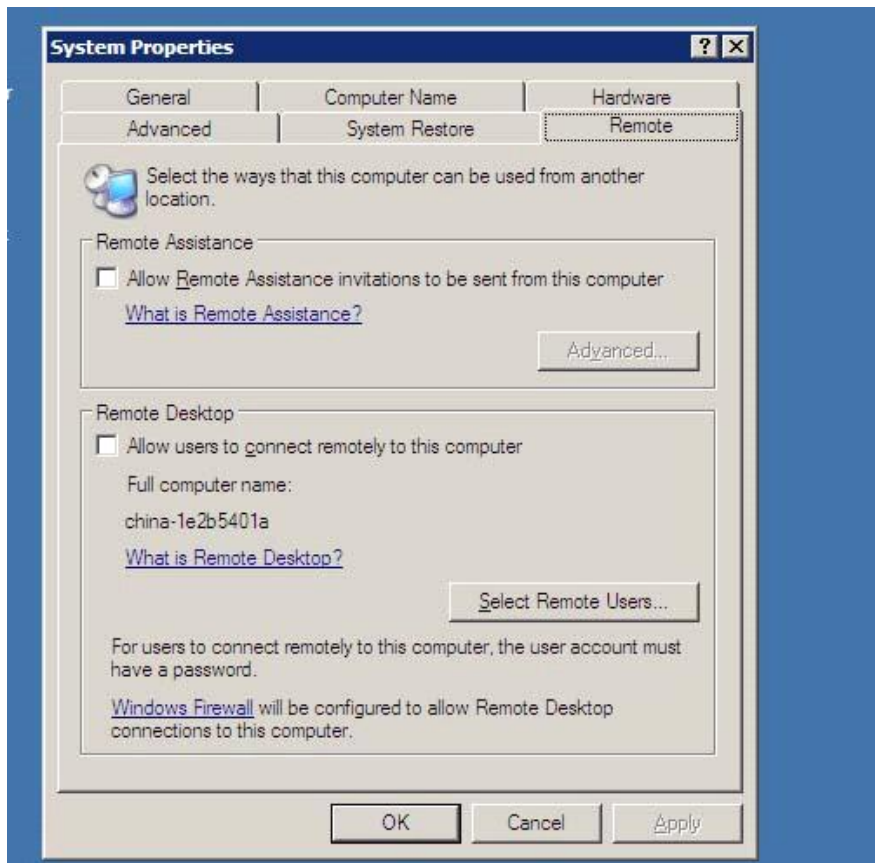 System Properties
General
Computer Name
Hardware
Advanced
System Restore
Remote
Select the ways that this computer can be used from another
location.
Remote Assistance
Allow Remote Assistance invitations to be sent from this computer
What is Remote Assistance?
Advanced...
Remote Desktop
Allow users to connect remotely to this computer
Full computer name:
china-1e2b5401a
What is Remote Desktop?
Select Remote Users...
For users to connect remotely to this computer, the user account must
have a password.
Windows Firewall will be configured to allow Remote Desktop
connections to this computer.
OK
Cancel
Apply